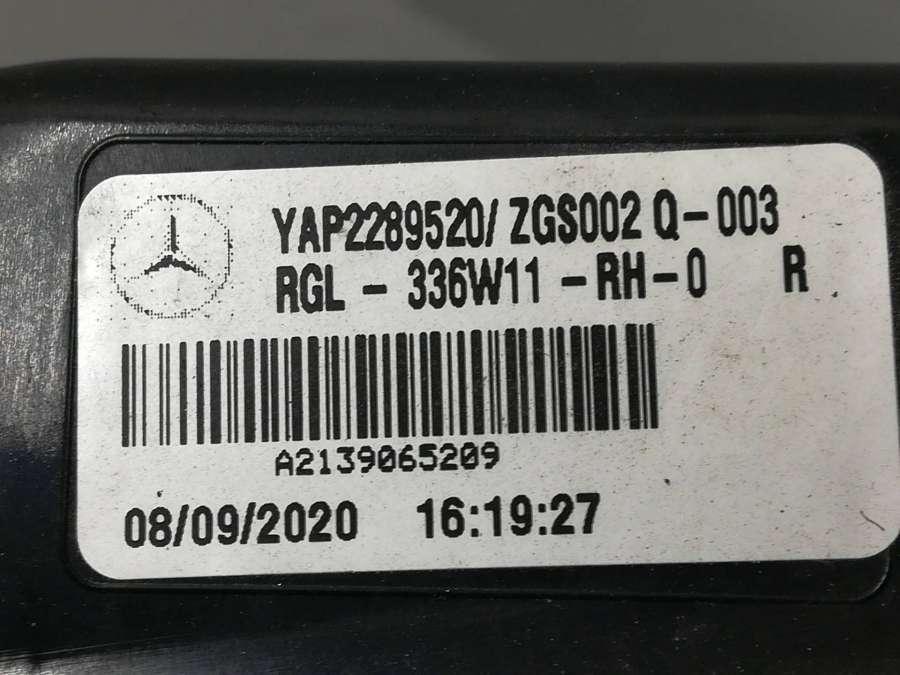 YAP2289520/ ZGS002 Q-003
RGL - 336W11 -RH-0 R
A2139065209
08/09/2020 16:19:27